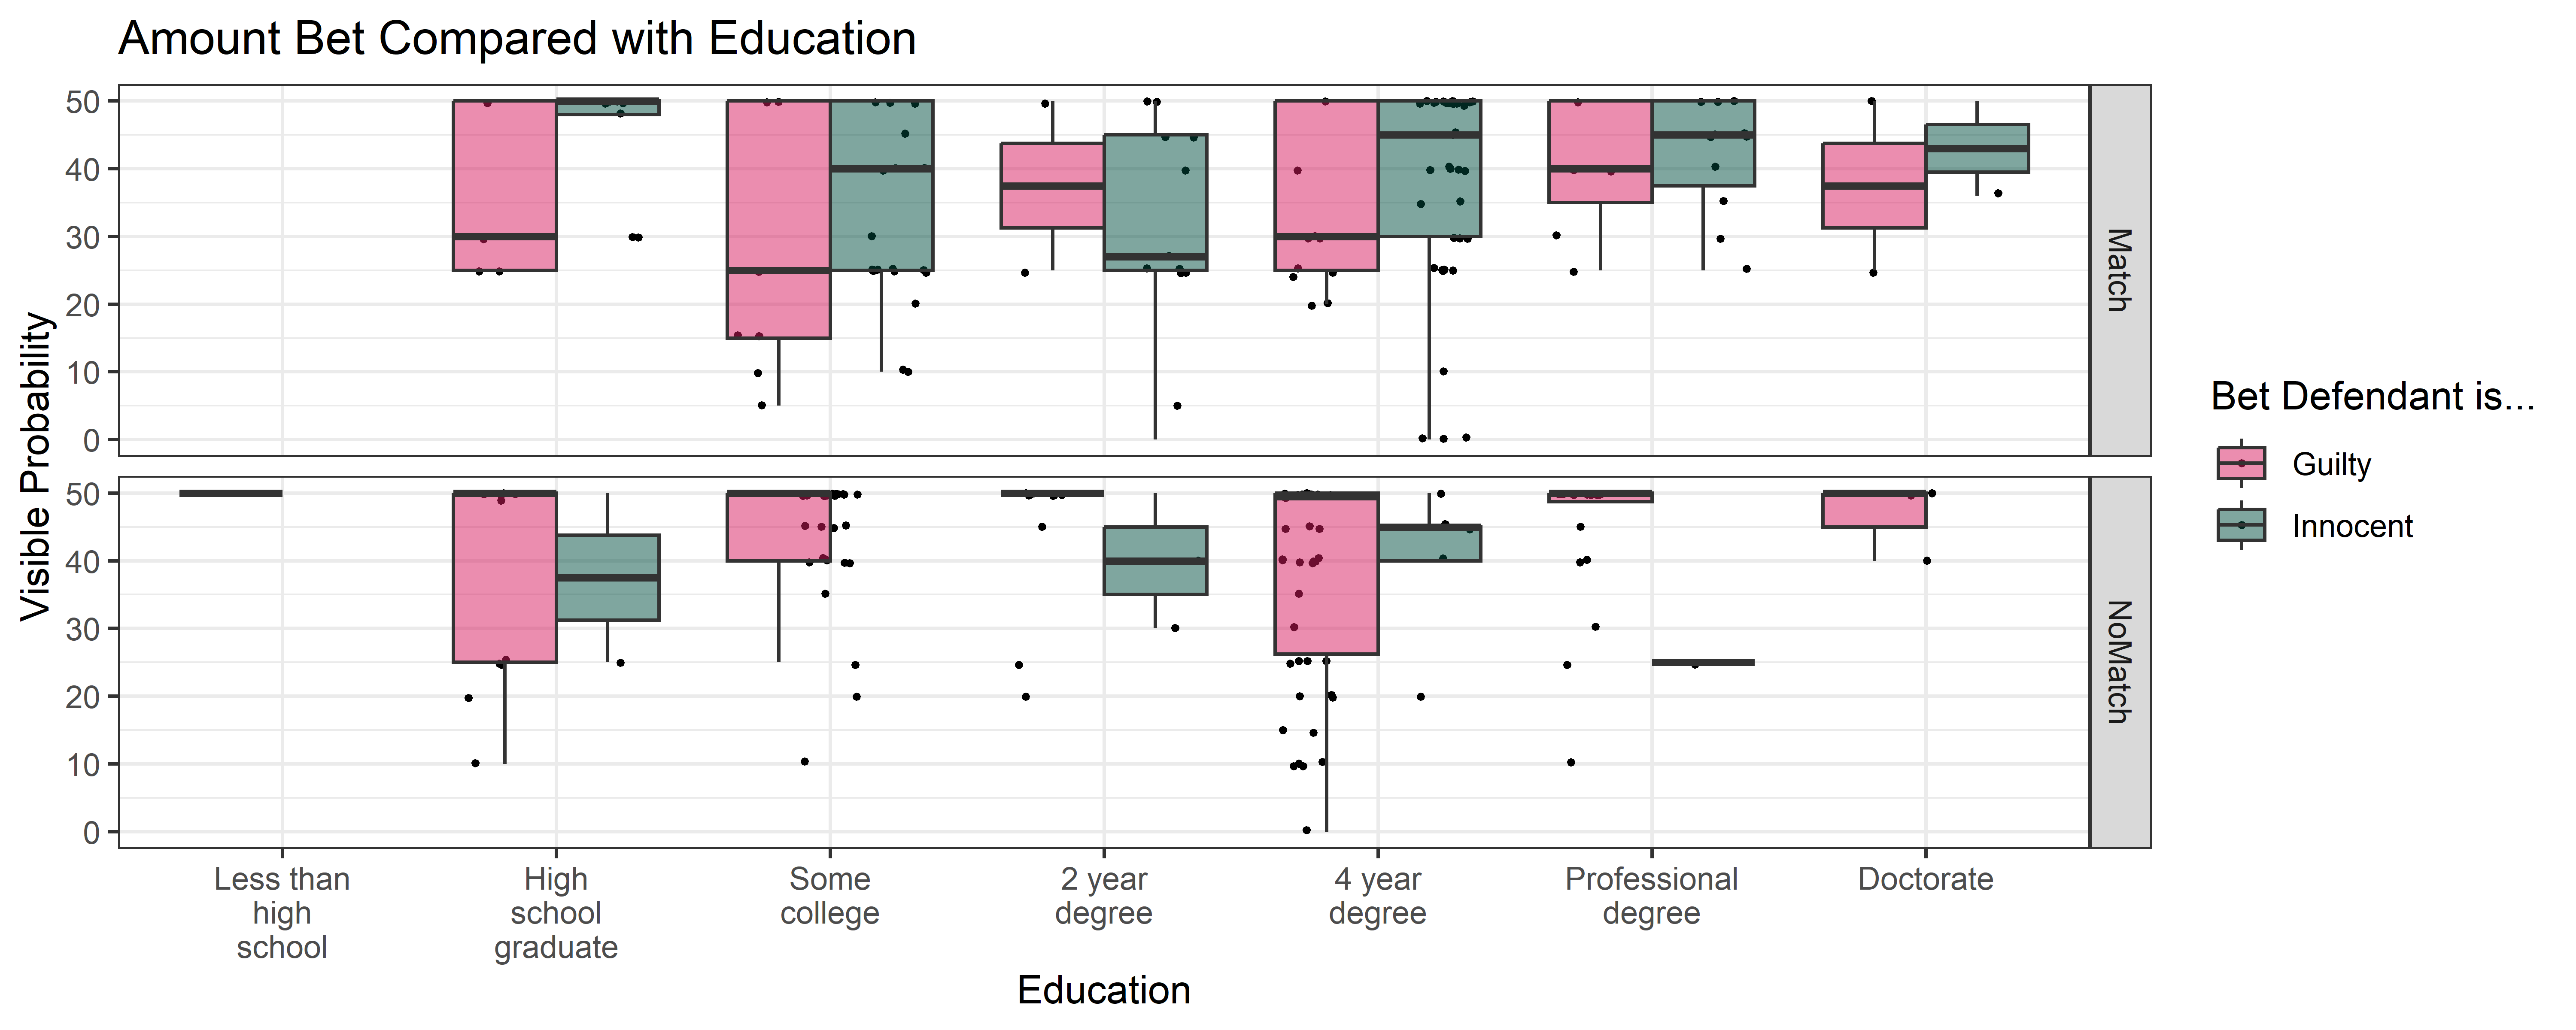 Amount Bet Compared with Education
Visible Probability
50
40
30
20
10
0
Match
50
40
30
20
10
0
NoMatch
Less than
high
school
High
school
graduate
Some
college
2 year
degree
4 year
degree
Professional
degree
Doctorate
Education
Bet Defendant is...
Guilty
Innocent